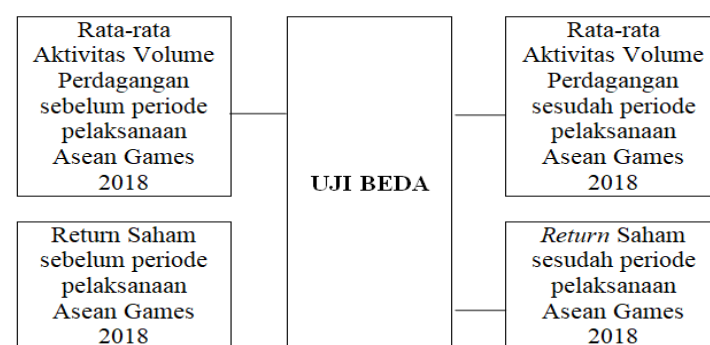 Rata-rata
Aktivitas Volume
Perdagangan
sebelum periode
pelaksanaan
Asean Games
2018
UJI BEDA
Rata-rata
Aktivitas Volume
Perdagangan
sesudah periode
pelaksanaan
Asean Games
2018
Return Saham
sebelum periode
pelaksanaan
Asean Games
2018
Return Saham
sesudah periode
pelaksanaan
Asean Games
2018